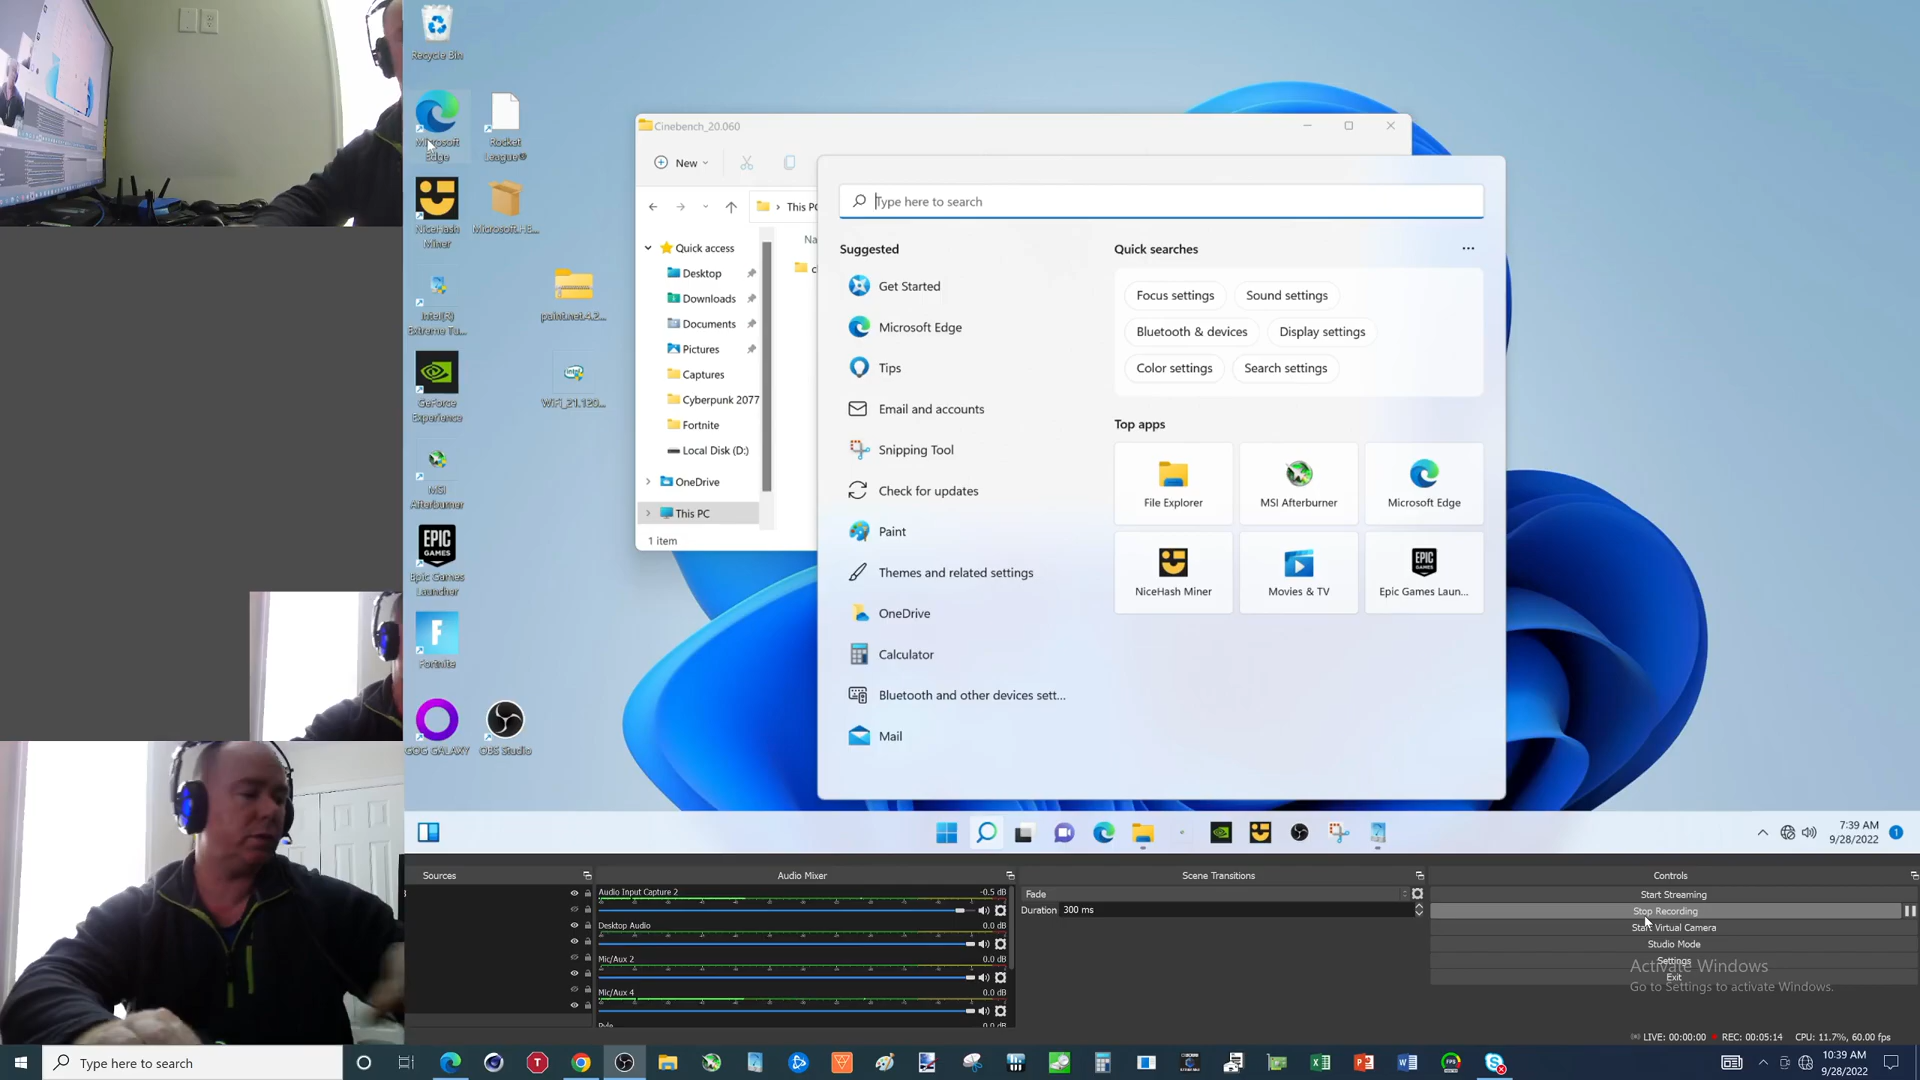 Recycle Bin
Microsoft
Edge
Rocket
League®
NiceHash
Miner
Microsoft.HE...
Intel(R)
Extreme Tu...
paint.net.4.2...
GeForce
Experience
WiFi_21.120...
MSI
Afterburner
EPIC
GAMES
Epic Games
Launcher
Fortnite
GOG GALAXY
OBS Studio
Cinebench_20.060
New
This PC
Na
Quick access
Desktop
Downloads
Documents
Pictures
Captures
Cyberpunk 2077
Fortnite
Local Disk (D:)
OneDrive
This PC
1 item
Type here to search
Suggested
Get Started
Microsoft Edge
Tips
Email and accounts
Snipping Tool
Check for updates
Paint
Themes and related settings
OneDrive
Calculator
Bluetooth and other devices sett...
Mail
Quick searches
Focus settings
Sound settings
Bluetooth & devices
Display settings
Color settings
Search settings
Top apps
File Explorer
MSI Afterburner
Microsoft Edge
NiceHash Miner
Movies & TV
EPIC
GAMES
Epic Games Laun...
7:39 AM
9/28/2022
1
Sources
Audio Mixer
Audio Input Capture 2
-0.5 dB
Desktop Audio
0.0 dB
Mic/Aux 2
0.0 dB
Mic/Aux 4
0.0 dB
Scene Transitions
Fade
Duration 300 ms
Controls
Start Streaming
Stop Recording
Start Virtual Camera
Studio Mode
Settings
Exit
Activate Windows
Go to Settings to activate Windows.
LIVE: 00:00:00
REC: 00:05:14
CPU: 11.7%, 60.00 fps
Type here to search
10:39 AM
9/28/2022